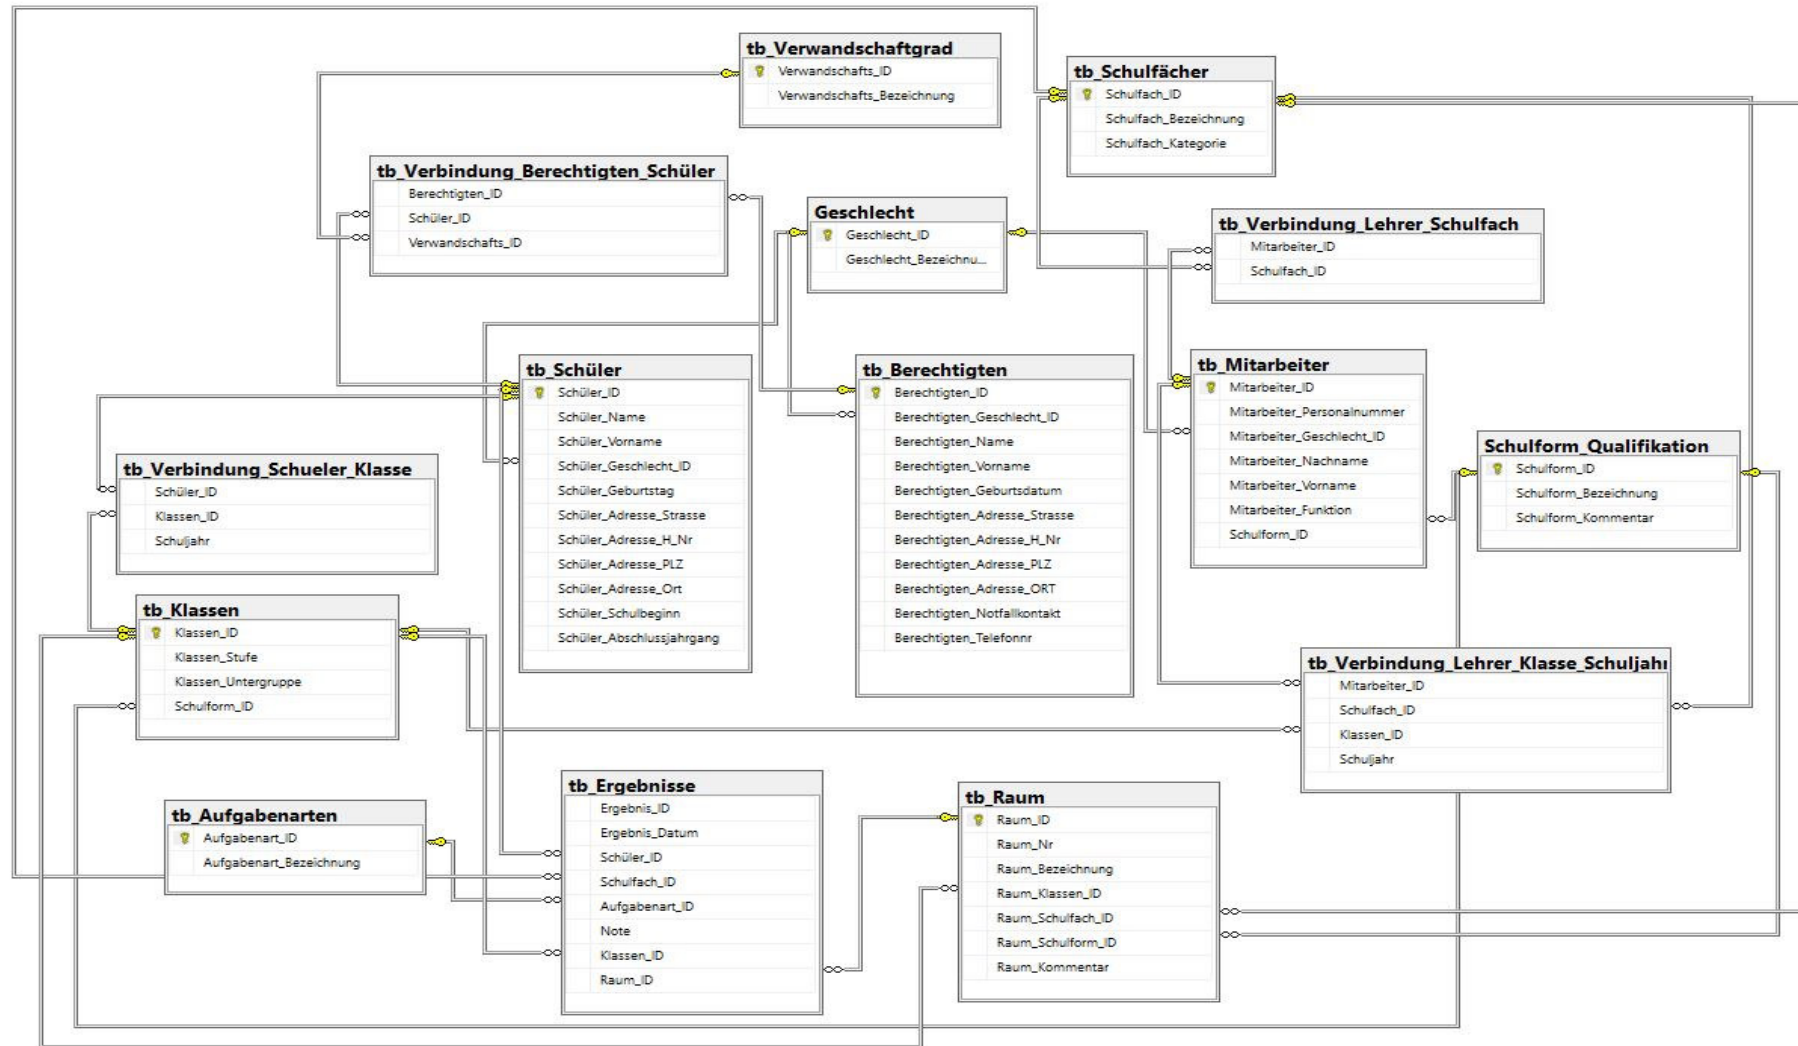 tb_Verwandschaftgrad
Verwandschafts_ID
Verwandschafts_Bezeichnung
tb_Schulfächer
Schulfach_ID
Schulfach_Bezeichnung
Schulfach_Kategorie
tb_Verbindung_Berechtigten_Schüler
Berechtigten_ID
Schüler_ID
Verwandschafts_ID
Geschlecht
Geschlecht_ID
Geschlecht_Bezeichnu...
tb_Verbindung_Lehrer_Schulfach
Mitarbeiter_ID
Schulfach_ID
tb_Schüler
Schüler_ID
Schüler_Name
Schüler_Vorname
Schüler_Geschlecht_ID
Schüler_Geburtstag
Schüler_Adresse_Strasse
Schüler_Adresse_H_Nr
Schüler_Adresse_PLZ
Schüler_Adresse_Ort
Schüler_Schulbeginn
Schüler_Abschlussjahrgang
tb_Berechtigten
Berechtigten_ID
Berechtigten_Geschlecht_ID
Berechtigten_Name
Berechtigten_Vorname
Berechtigten_Geburtsdatum
Berechtigten_Adresse_Strasse
Berechtigten_Adresse_H_Nr
Berechtigten_Adresse_PLZ
Berechtigten_Adresse_ORT
Berechtigten_Notfallkontakt
Berechtigten_Telefonnr
tb_Mitarbeiter
Mitarbeiter_ID
Mitarbeiter_Personalnummer
Mitarbeiter_Geschlecht_ID
Mitarbeiter_Nachname
Mitarbeiter_Vorname
Mitarbeiter_Funktion
Schulform_ID
Schulform_Qualifikation
Schulform_ID
Schulform_Bezeichnung
Schulform_Kommentar
tb_Verbindung_Schueler_Klasse
Schüler_ID
Klassen_ID
Schuljahr
tb_Klassen
Klassen_ID
Klassen_Stufe
Klassen_Untergruppe
Schulform_ID
tb_Verbindung_Lehrer_Klasse_Schuljahr
Mitarbeiter_ID
Schulfach_ID
Klassen_ID
Schuljahr
tb_Aufgabenarten
Aufgabenart_ID
Aufgabenart_Bezeichnung
tb_Ergebnisse
Ergebnis_ID
Ergebnis_Datum
Schüler_ID
Schulfach_ID
Aufgabenart_ID
Note
Klassen_ID
Raum_ID
tb_Raum
Raum_ID
Raum_Nr
Raum_Bezeichnung
Raum_Klassen_ID
Raum_Schulfach_ID
Raum_Schulform_ID
Raum_Kommentar